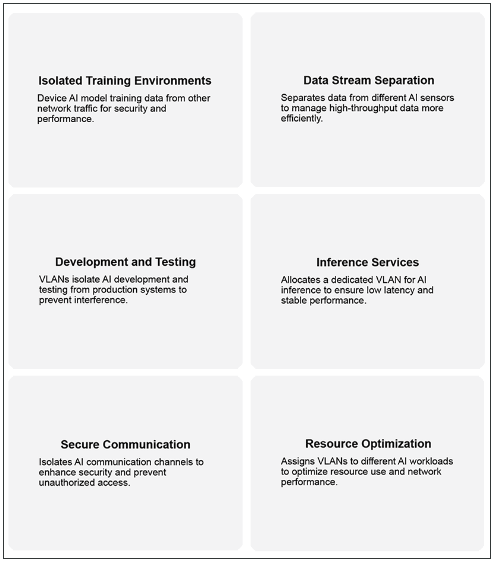 Isolated Training Environments
Device AI model training data from other
network traffic for security and
performance.
Data Stream Separation
Separates data from different AI sensors
to manage high-throughput data more
efficiently.
Development and Testing
VLANs isolate AI development and
testing from production systems to
prevent interference.
Inference Services
Allocates a dedicated VLAN for AI
inference to ensure low latency and
stable performance.
Secure Communication
Isolates AI communication channels to
enhance security and prevent
unauthorized access.
Resource Optimization
Assigns VLANs to different AI workloads
to optimize resource use and network
performance.